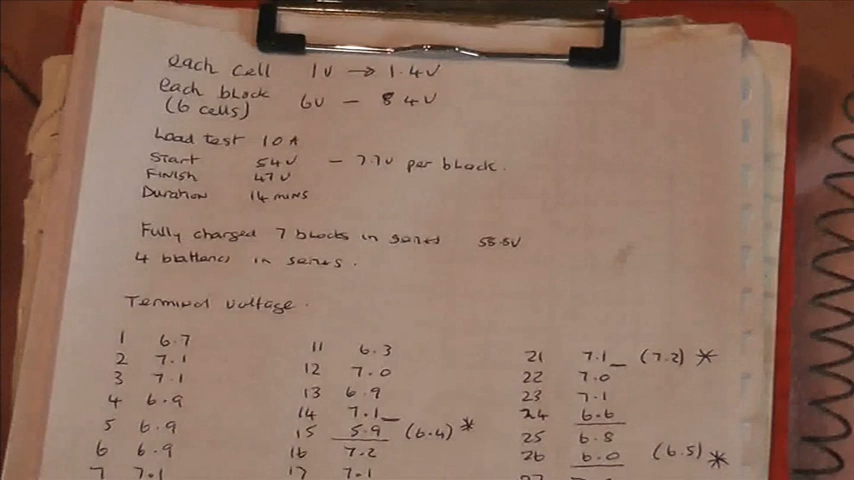 each cell 1V → 1.4V
each block 6V - 8.4V
(6 cells)
Load test 10A
Start 54V - 7.7V per block.
Finish 47V
Duration 14 mins
Fully charged 7 blocks in series 58.8V
4 batteries in series.
Terminal voltage.
1 6.7
2 7.1
3 7.1
4 6.9
5 6.9
6 6.9
7 7.1
11 6.3
12 7.0
13 6.9
14 7.1
15 5.9 (6.4) *
16 7.2
17 7.1
21 7.1 (7.2) *
22 7.0
23 7.1
24 6.6
25 6.8
26 6.0 (6.5) *